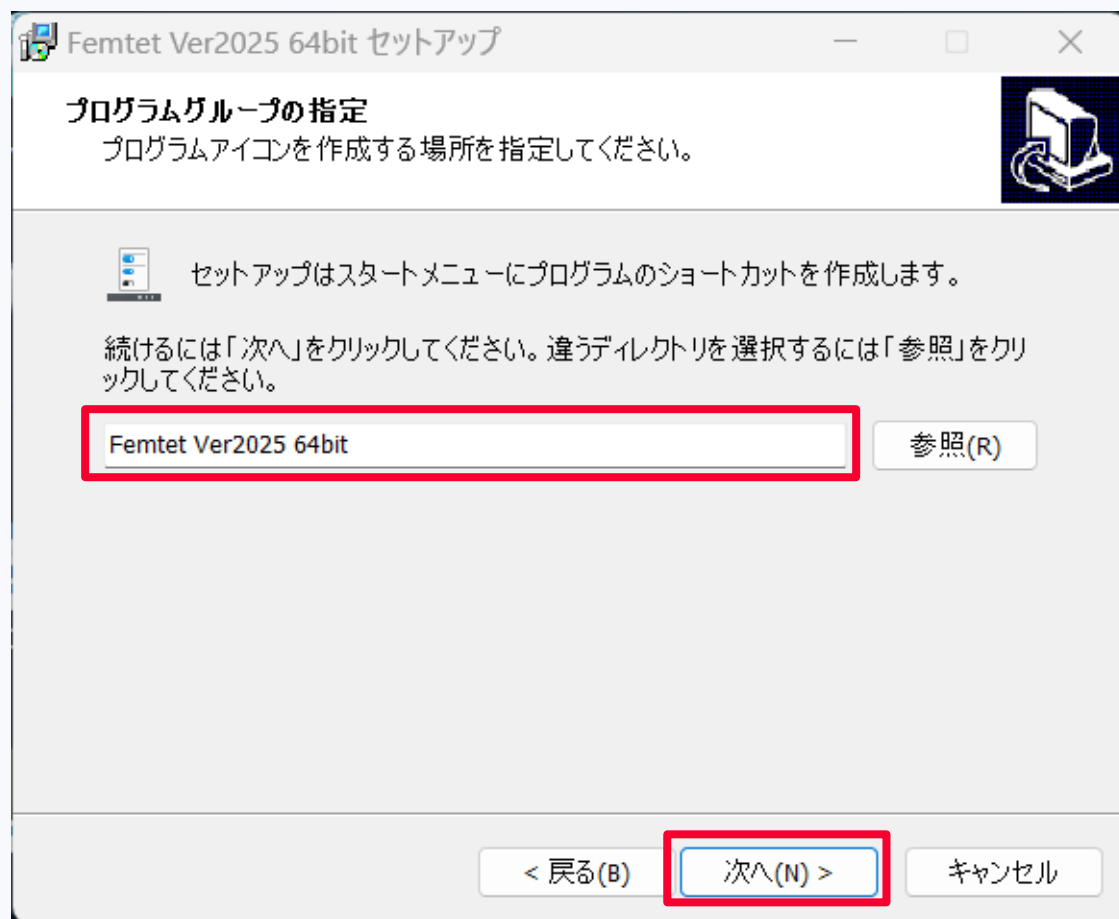 Femtet Ver2025 64bit セットアップ
プログラムグループの指定
プログラムアイコンを作成する場所を指定してください。
セットアップはスタートメニューにプログラムのショートカットを作成します。
続けるには「次へ」をクリックしてください。違うディレクトリを選択するには「参照」をクリ
ックしてください。
Femtet Ver2025 64bit
参照(R)
< 戻る(B)
次へ(N) >
キャンセル